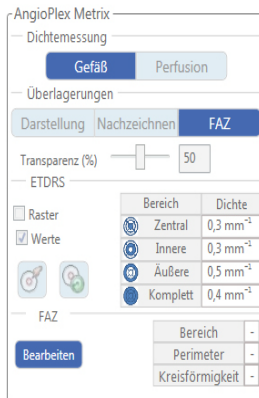 AngioPlex Metrix
Dichtemessung
Gefäß Perfusion
Überlagerungen
Darstellung Nachzeichnen FAZ
Transparenz (%) 50
ETDRS
Raster
Werte
Bereich Dichte
Zentral 0,3 mm⁻¹
Innere 0,3 mm⁻¹
Äußere 0,5 mm⁻¹
Komplett 0,4 mm⁻¹
FAZ
Bearbeiten
Bereich -
Perimeter -
Kreisförmigkeit -